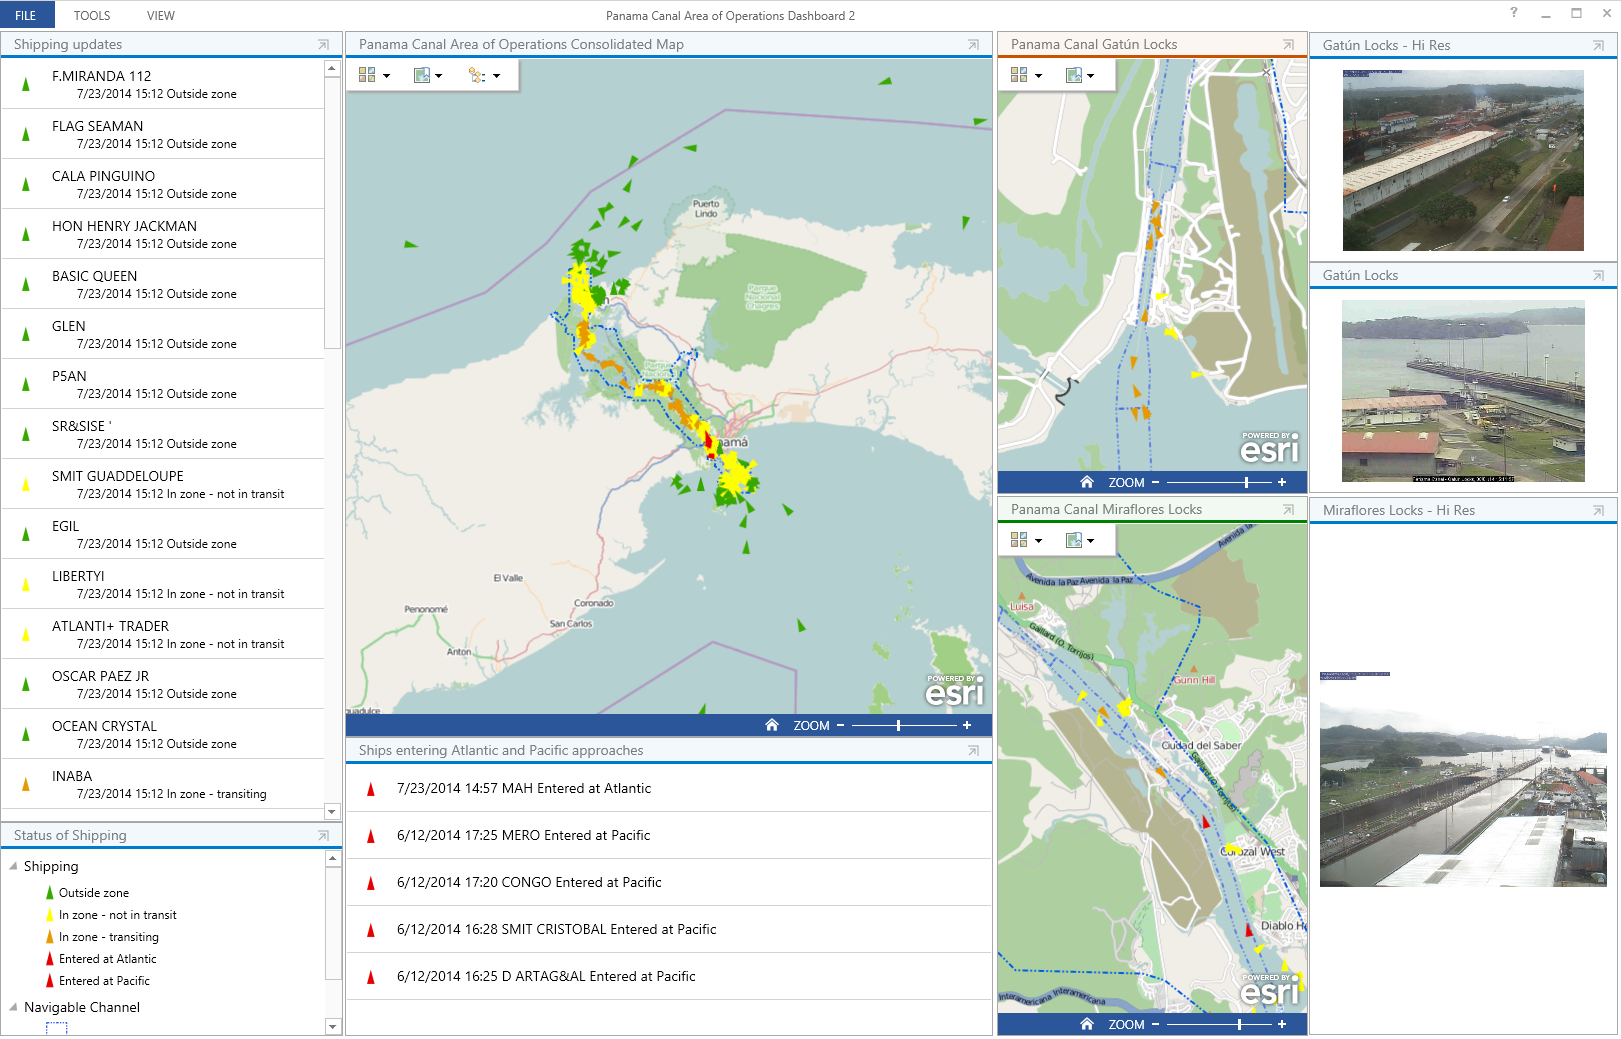 FILE TOOLS VIEW Panama Canal Area of Operations Dashboard 2
Shipping updates
F.MIRANDA 112
7/23/2014 15:12 Outside zone
FLAG SEAMAN
7/23/2014 15:12 Outside zone
CALA PINGUINO
7/23/2014 15:12 Outside zone
HON HENRY JACKMAN
7/23/2014 15:12 Outside zone
BASIC QUEEN
7/23/2014 15:12 Outside zone
GLEN
7/23/2014 15:12 Outside zone
P5AN
7/23/2014 15:12 Outside zone
SR&SISE '
7/23/2014 15:12 Outside zone
SMIT GUADDELOUPE
7/23/2014 15:12 In zone - not in transit
EGIL
7/23/2014 15:12 Outside zone
LIBERTYI
7/23/2014 15:12 In zone - not in transit
ATLANTI+ TRADER
7/23/2014 15:12 In zone - not in transit
OSCAR PAEZ JR
7/23/2014 15:12 Outside zone
OCEAN CRYSTAL
7/23/2014 15:12 Outside zone
INABA
7/23/2014 15:12 In zone - transiting
Status of Shipping
Shipping
Outside zone
In zone - not in transit
In zone - transiting
Entered at Atlantic
Entered at Pacific
Navigable Channel
Panama Canal Area of Operations Consolidated Map
Puerto
Lindo
Parque
Nacional
Chagres
Parque
Nacional
namá
El Valle
Coronado
San Carlos
Penonomé
Anton
guadulce
POWERED BY
esri
ZOOM
Ships entering Atlantic and Pacific approaches
7/23/2014 14:57 MAH Entered at Atlantic
6/12/2014 17:25 MERO Entered at Pacific
6/12/2014 17:20 CONGO Entered at Pacific
6/12/2014 16:28 SMIT CRISTOBAL Entered at Pacific
6/12/2014 16:25 D ARTAG&AL Entered at Pacific
Panama Canal Gatún Locks
POWERED BY
esri
ZOOM
Panama Canal Miraflores Locks
Avenida la
Avenida la Paz Avenida la Paz
Luisa
Gaillard (O. Torrijos)
Gunn Hill
Ciudad del Saber
Gaillard (O. Torrijos)
Corozal West
Diablo H
Interamericana Interamericana
POWERED BY
esri
ZOOM
Gatún Locks - Hi Res
Gatún Locks
Miraflores Locks - Hi Res